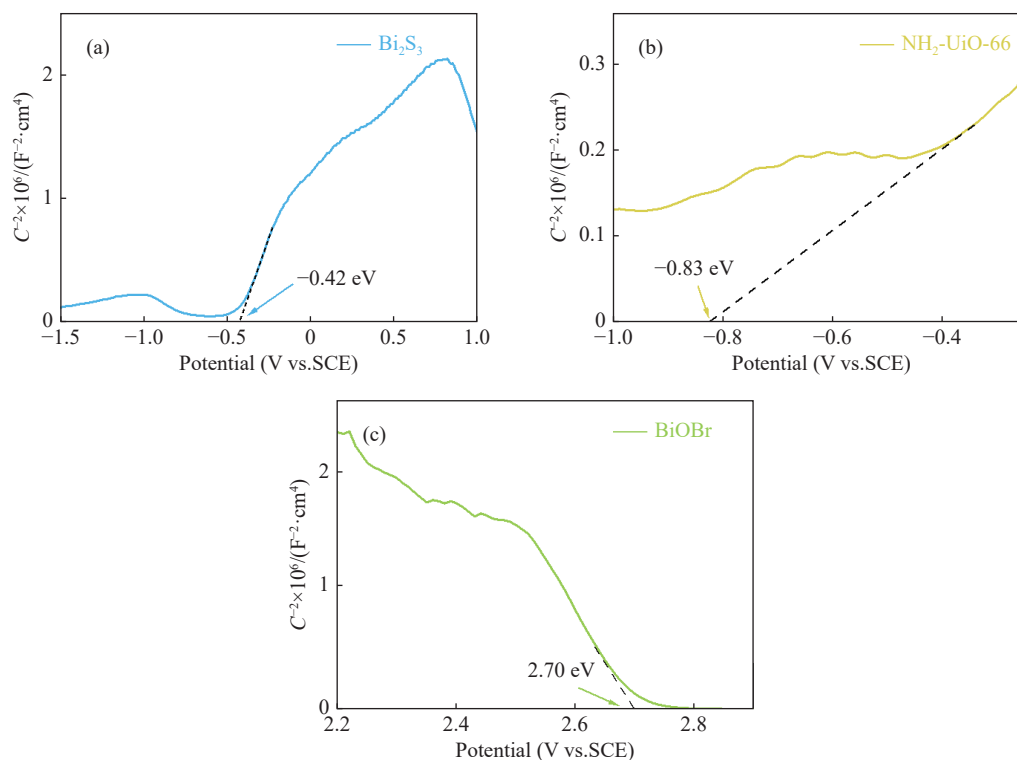 (a)
Bi₂S₃
C⁻²×10⁶/(F⁻²·cm⁴)
2
1
0
−0.42 eV
−1.5 −1.0 −0.5 0 0.5 1.0
Potential (V vs.SCE)
(b)
NH₂-UiO-66
C⁻²×10⁶/(F⁻²·cm⁴)
0.3
0.2
0.1
0
−0.83 eV
−1.0 −0.8 −0.6 −0.4
Potential (V vs.SCE)
(c)
BiOBr
C⁻²×10⁶/(F⁻²·cm⁴)
2
1
0
2.70 eV
2.2 2.4 2.6 2.8
Potential (V vs.SCE)